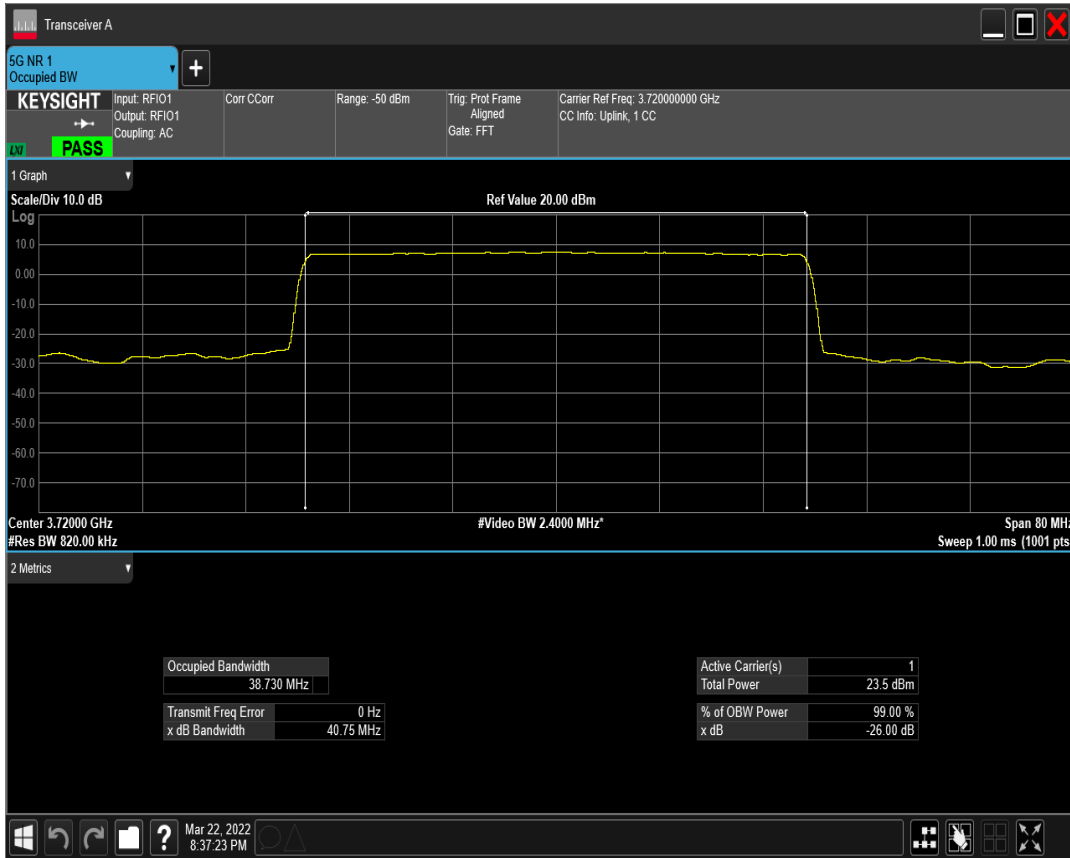 Transceiver A
5G NR 1
Occupied BW
KEYSIGHT
LXI
PASS
Input: RFIO1
Output: RFIO1
Coupling: AC
Corr CCorr
Range: -50 dBm
Trig: Prot Frame
Aligned
Gate: FFT
Carrier Ref Freq: 3.720000000 GHz
CC Info: Uplink, 1 CC
1 Graph
Scale/Div 10.0 dB
Ref Value 20.00 dBm
Log
10.0
0.00
-10.0
-20.0
-30.0
-40.0
-50.0
-60.0
-70.0
Center 3.72000 GHz
#Video BW 2.4000 MHz*
Span 80 MHz
#Res BW 820.00 kHz
Sweep 1.00 ms (1001 pts
2 Metrics
Occupied Bandwidth
38.730 MHz
Transmit Freq Error 0 Hz
x dB Bandwidth 40.75 MHz
Active Carrier(s) 1
Total Power 23.5 dBm
% of OBW Power 99.00 %
x dB -26.00 dB
?
Mar 22, 2022
8:37:23 PM